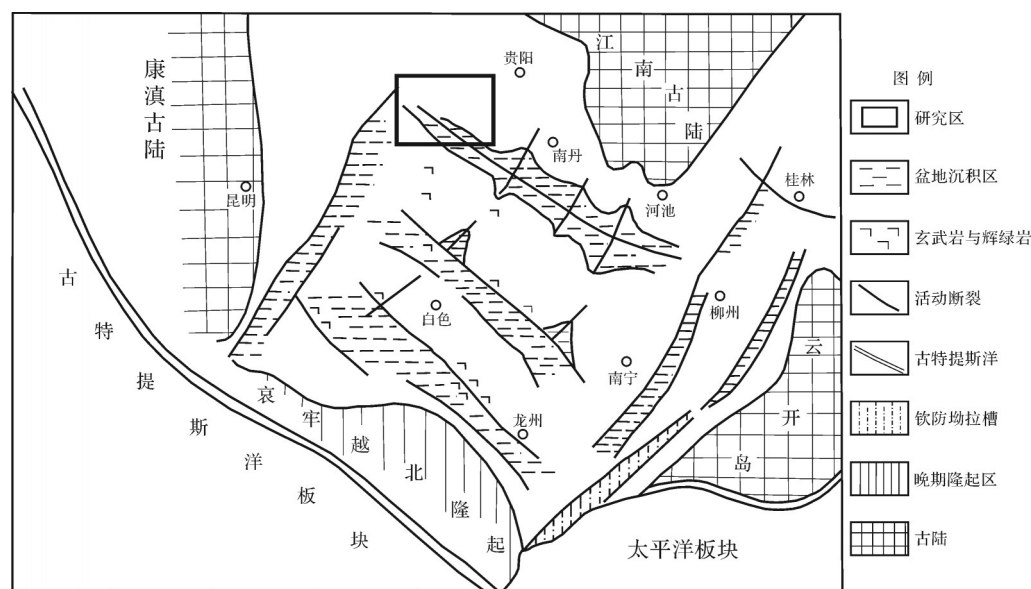 康滇古陆
江南古陆
贵阳
南丹
河池
桂林
昆明
白色
柳州
南宁
龙州
云开岛
哀牢越北隆起
古特提斯洋板块
太平洋板块
图 例
研究区
盆地沉积区
玄武岩与辉绿岩
活动断裂
古特提斯洋
钦防坳拉槽
晚期隆起区
古陆